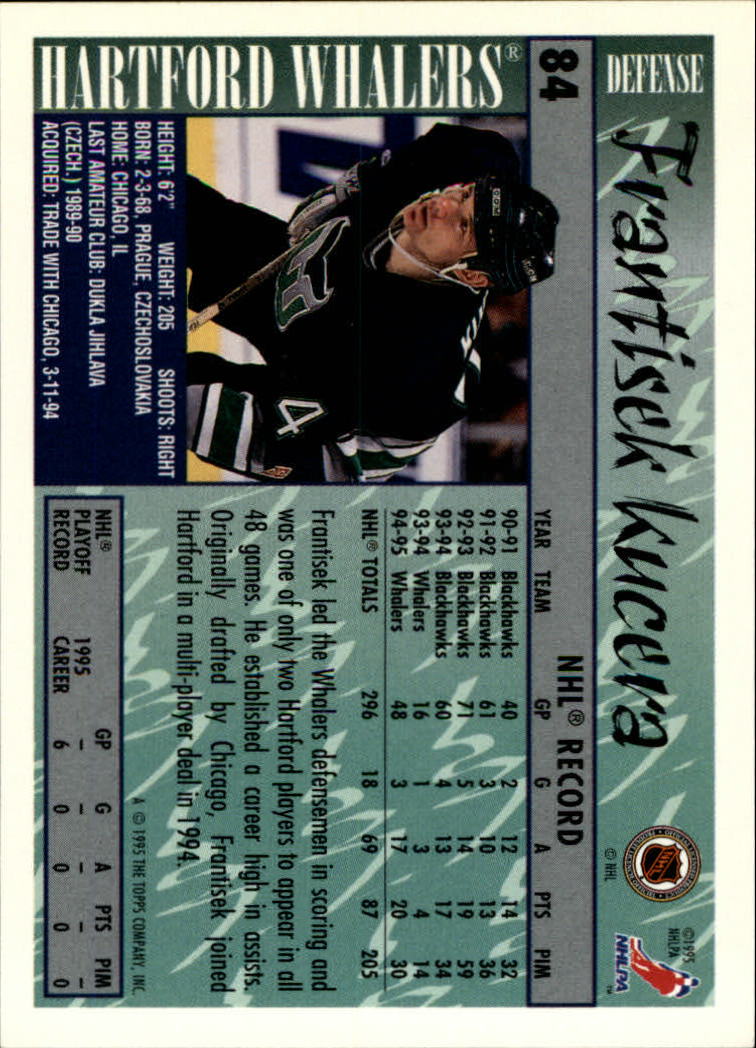 DEFENSE
Frantisek Kucera
©1995
NHLPA
NHLPA
TM
NHL
© NHL
84
NHL® RECORD
YEAR TEAM GP G A PTS PIM
90-91 Blackhawks 40 2 12 14 32
91-92 Blackhawks 61 3 10 13 36
92-93 Blackhawks 71 5 14 19 59
93-94 Blackhawks 60 4 13 17 34
93-94 Whalers 16 1 3 4 14
94-95 Whalers 48 3 17 20 30
NHL® TOTALS 296 18 69 87 205
Frantisek led the Whalers defensemen in scoring and
was one of only two Hartford players to appear in all
48 games. He established a career high in assists.
Originally drafted by Chicago, Frantisek joined
Hartford in a multi-player deal in 1994.
NHL®
PLAYOFF
RECORD
GP G A PTS PIM
1995 – – – – –
CAREER 6 0 0 0 0
A © 1995 THE TOPPS COMPANY, INC.
CCM
4
HARTFORD WHALERS®
HEIGHT: 6'2" WEIGHT: 205 SHOOTS: RIGHT
BORN: 2-3-68, PRAGUE, CZECHOSLOVAKIA
HOME: CHICAGO, IL
LAST AMATEUR CLUB: DUKLA JIHLAVA
(CZECH.) 1989-90
ACQUIRED: TRADE WITH CHICAGO, 3-11-94